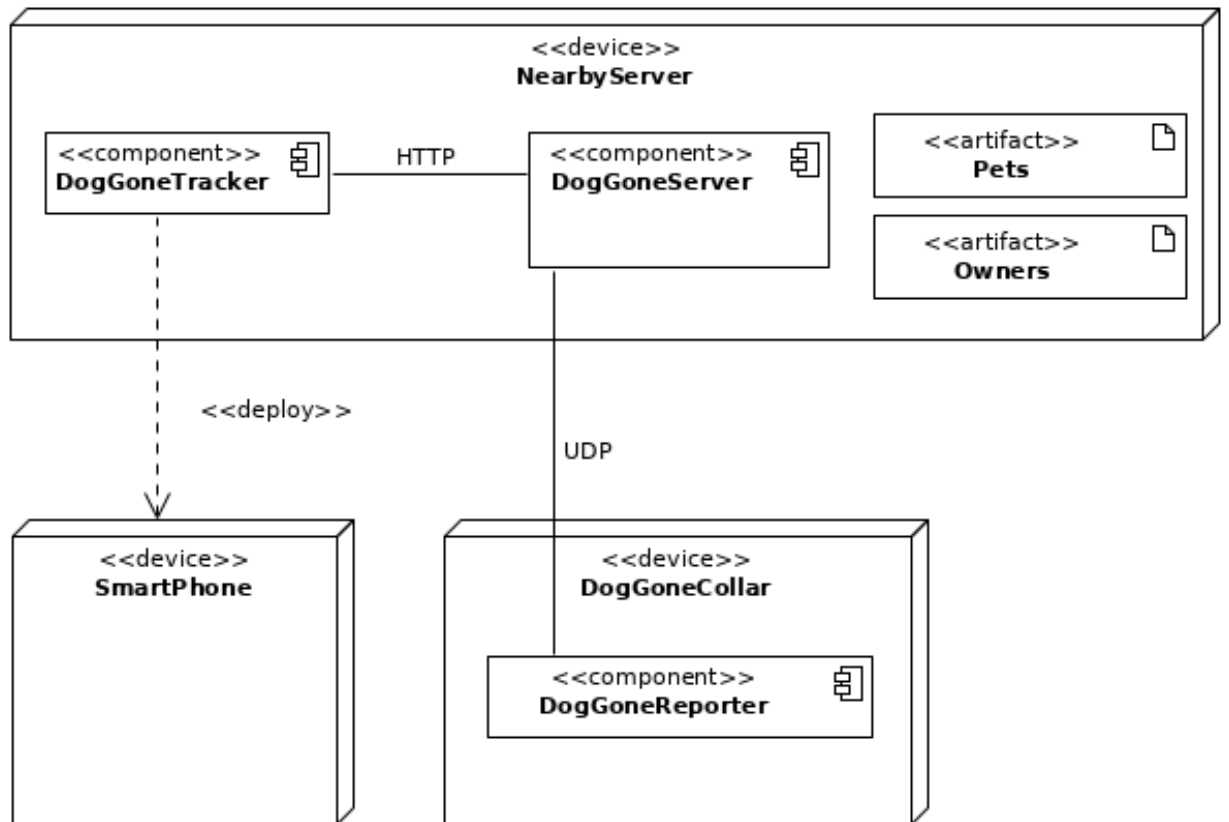 <<device>>
NearbyServer
<<component>>
DogGoneTracker
HTTP
<<component>>
DogGoneServer
<<artifact>>
Pets
<<artifact>>
Owners
<<deploy>>
UDP
<<device>>
SmartPhone
<<device>>
DogGoneCollar
<<component>>
DogGoneReporter